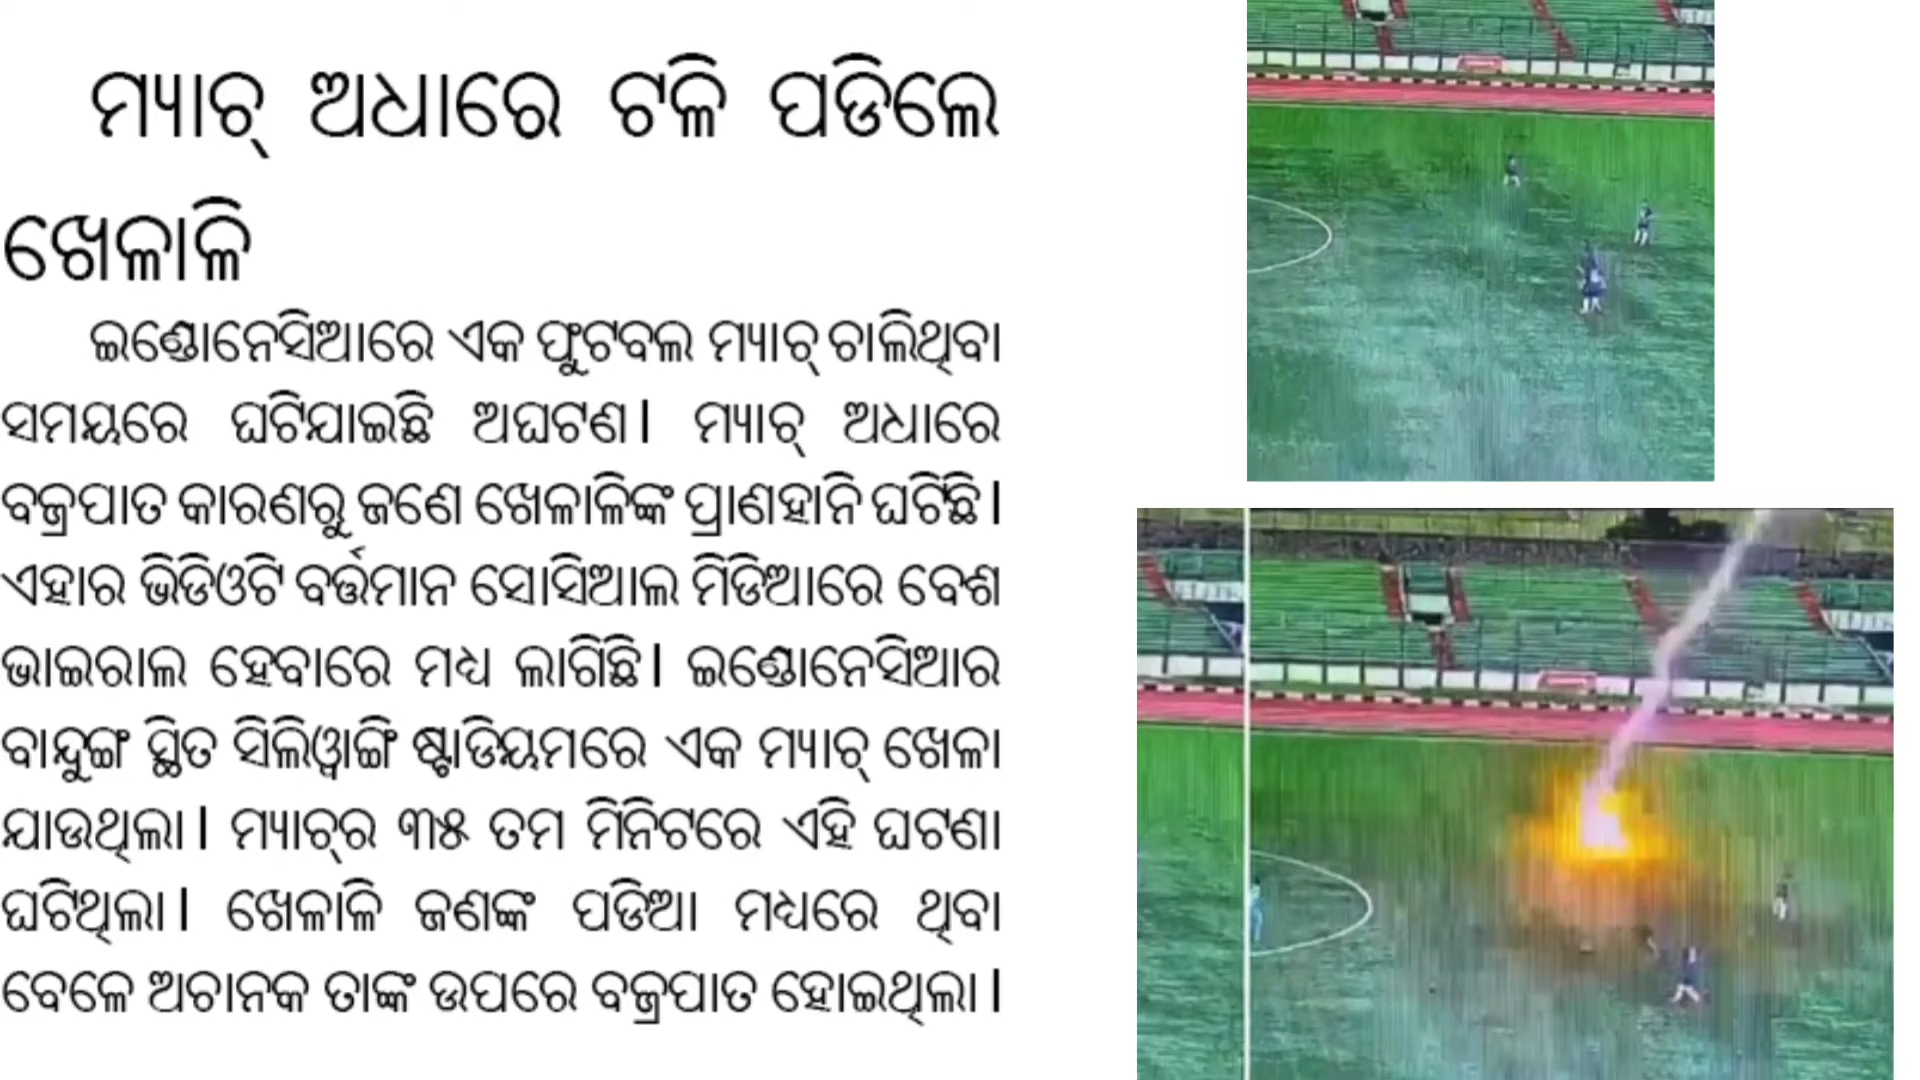 ମ୍ୟାଚ୍ ଅଧାରେ ଟଳି ପଡିଲେ
ଖେଳାଳି
ଇଣ୍ଡୋନେସିଆରେ ଏକ ଫୁଟବଲ ମ୍ୟାଚ୍ ଚାଲିଥିବା
ସମୟରେ ଘଟିଯାଇଛି ଅଘଟଣ। ମ୍ୟାଚ୍ ଅଧାରେ
ବଜ୍ରପାତ କାରଣରୁ ଜଣେ ଖେଳାଳିଙ୍କ ପ୍ରାଣହାନି ଘଟିଛି।
ଏହାର ଭିଡିଓଟି ବର୍ତ୍ତମାନ ସୋସିଆଲ ମିଡିଆରେ ବେଶ
ଭାଇରାଲ ହେବାରେ ମଧ୍ୟ ଲାଗିଛି। ଇଣ୍ଡୋନେସିଆର
ବାନ୍ଦୁଙ୍ଗ ସ୍ଥିତ ସିଲିୱାଙ୍ଗି ଷ୍ଟାଡିୟମରେ ଏକ ମ୍ୟାଚ୍ ଖେଳା
ଯାଉଥିଲା। ମ୍ୟାଚ୍‌ର ୩୫ ତମ ମିନିଟରେ ଏହି ଘଟଣା
ଘଟିଥିଲା। ଖେଳାଳି ଜଣଙ୍କ ପଡିଆ ମଧ୍ୟରେ ଥିବା
ବେଳେ ଅଚାନକ ତାଙ୍କ ଉପରେ ବଜ୍ରପାତ ହୋଇଥିଲା।